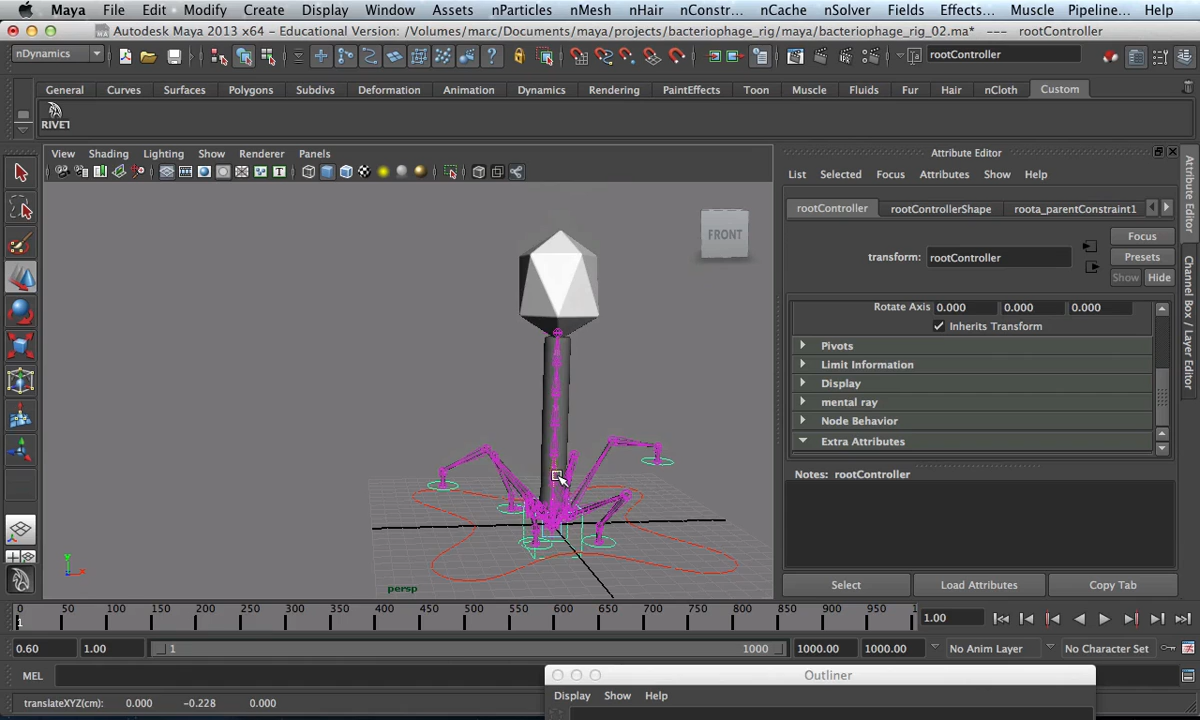 Maya File Edit Modify Create Display Window Assets nParticles nMesh nHair nConstr... nCache nSolver Fields Effects... Muscle Pipeline... Help
Autodesk Maya 2013 x64 - Educational Version: /Volumes/marc/Documents/maya/projects/bacteriophage_rig/maya/bacteriophage_rig_02.ma* --- rootController
nDynamics rootController
General Curves Surfaces Polygons Subdivs Deformation Animation Dynamics Rendering PaintEffects Toon Muscle Fluids Fur Hair nCloth Custom
RIVET
View Shading Lighting Show Renderer Panels
Attribute Editor
List Selected Focus Attributes Show Help
rootController rootControllerShape roota_parentConstraint1
Focus
transform: rootController Presets
Show Hide
FRONT
Rotate Axis 0.000 0.000 0.000
Inherits Transform
Pivots
Limit Information
Display
mental ray
Node Behavior
Extra Attributes
Notes: rootController
Select Load Attributes Copy Tab
Attribute Editor
Channel Box / Layer Editor
y
persp
0 50 100 150 200 250 300 350 400 450 500 550 600 650 700 750 800 850 900 950 1
1 1.00
0.60 1.00 1 1000 1000.00 1000.00 No Anim Layer No Character Set
MEL
Outliner
Display Show Help
translateXYZ(cm): 0.000 -0.228 0.000